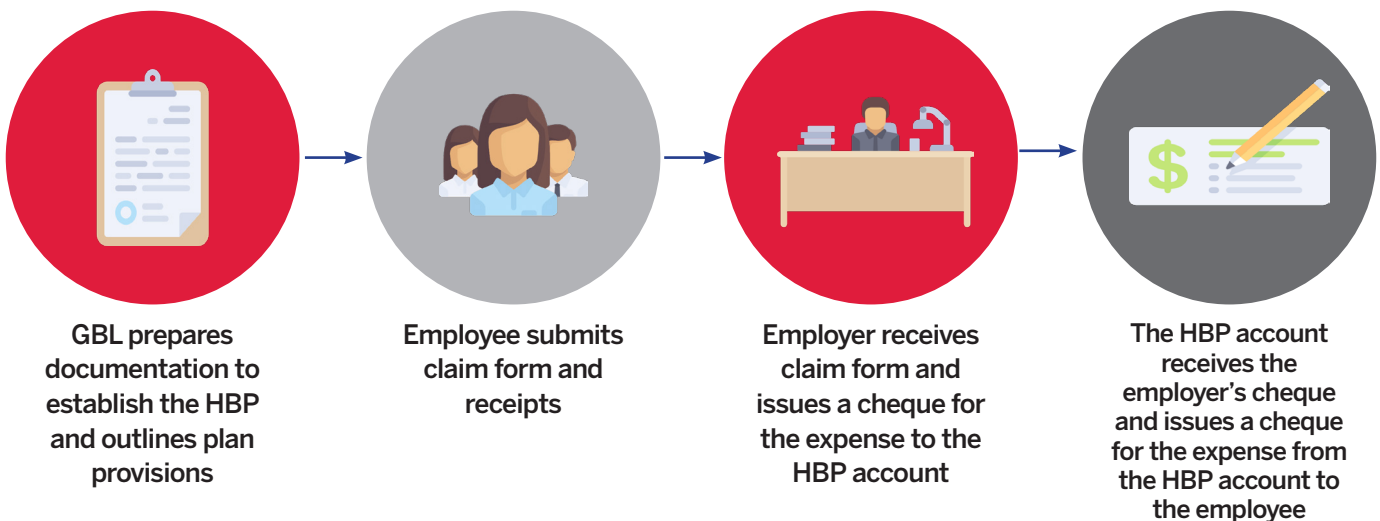 GBL prepares
documentation to
establish the HBP
and outlines plan
provisions
Employee submits
claim form and
receipts
Employer receives
claim form and
issues a cheque for
the expense to the
HBP account
The HBP account
receives the
employer’s cheque
and issues a cheque
for the expense from
the HBP account to
the employee
$